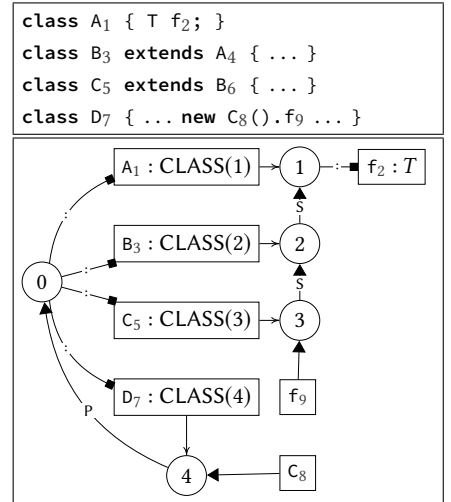 class A₁ { T f₂; }
class B₃ extends A₄ { ... }
class C₅ extends B₆ { ... }
class D₇ { ... new C₈().f₉ ... }
A₁ : CLASS(1) 1 : f₂ : T
:
S
B₃ : CLASS(2) 2
:
0
S
:
C₅ : CLASS(3) 3
:
D₇ : CLASS(4) f₉
P
4 C₈